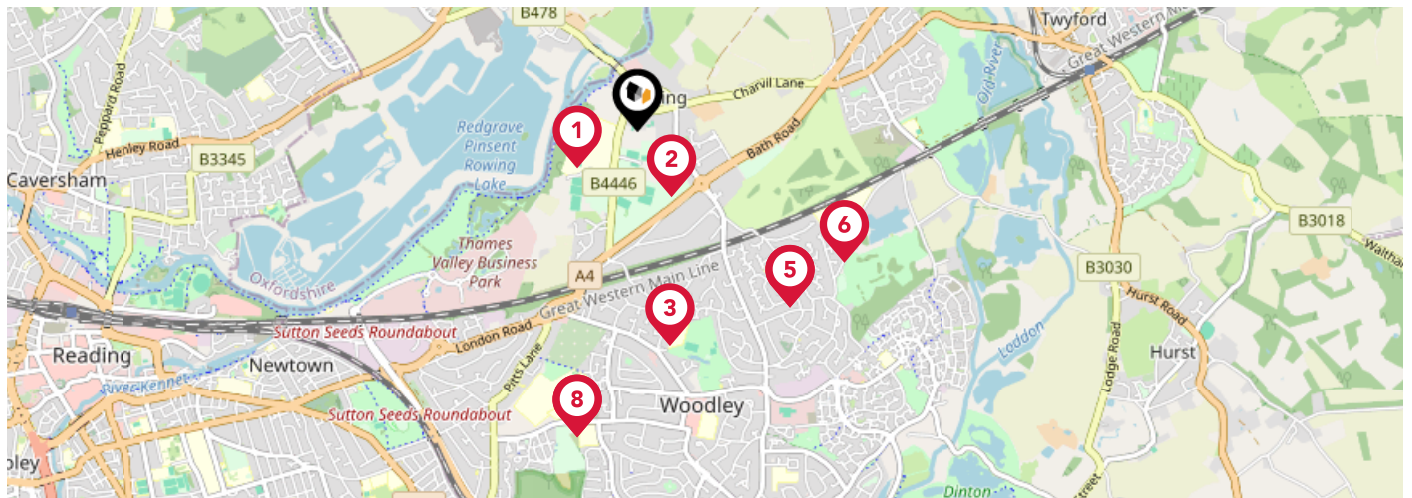 B478
Twyford
Great Western Main
Peppard Road
Old River
Charvil Lane
1
Redgrave
Pinsent
Rowing
Lake
Henley Road
B3345
2
Bath Road
Caversham
B4446
6
B3018
Thames
Valley Business
Park
5
B3030
A4
Oxfordshire
Great Western Main Line
Hurst Road
3
Sutton Seeds Roundabout
London Road
Loddon
Reading
Newtown
Hurst
Lodge Road
Pitts Lane
River Kennet
8
Sutton Seeds Roundabout
Woodley
Street
Dinton